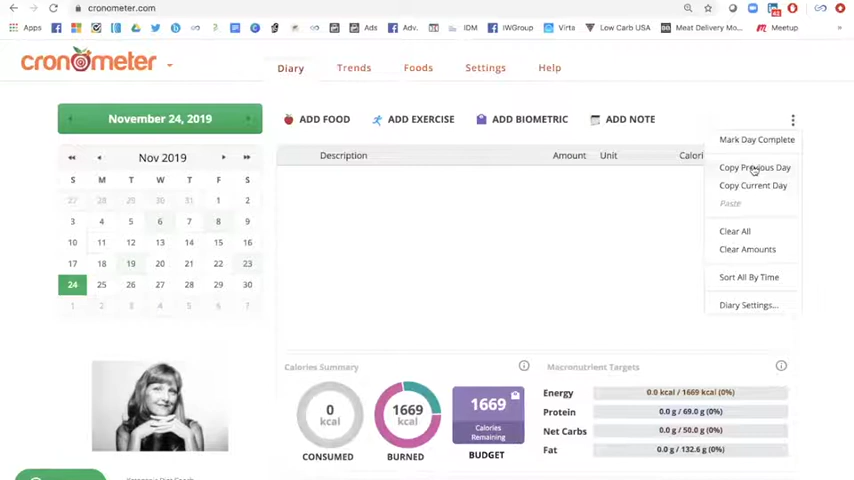 cronometer.com
Apps
Ads
Adv.
IDM
IWGroup
Virta
Low Carb USA
Meat Delivery Mo...
Meetup
»
cronometer
Diary
Trends
Foods
Settings
Help
November 24, 2019
ADD FOOD
ADD EXERCISE
ADD BIOMETRIC
ADD NOTE
Nov 2019
S M T W T F S
27 28 29 30 31 1 2
3 4 5 6 7 8 9
10 11 12 13 14 15 16
17 18 19 20 21 22 23
24 25 26 27 28 29 30
1 2 3 4 5 6 7
Description Amount Unit Calori
Mark Day Complete
Copy Previous Day
Copy Current Day
Paste
Clear All
Clear Amounts
Sort All By Time
Diary Settings...
Calories Summary
0
kcal
CONSUMED
1669
kcal
BURNED
1669
Calories
Remaining
BUDGET
Macronutrient Targets
Energy 0.0 kcal / 1669 kcal (0%)
Protein 0.0 g / 69.0 g (0%)
Net Carbs 0.0 g / 50.0 g (0%)
Fat 0.0 g / 132.6 g (0%)